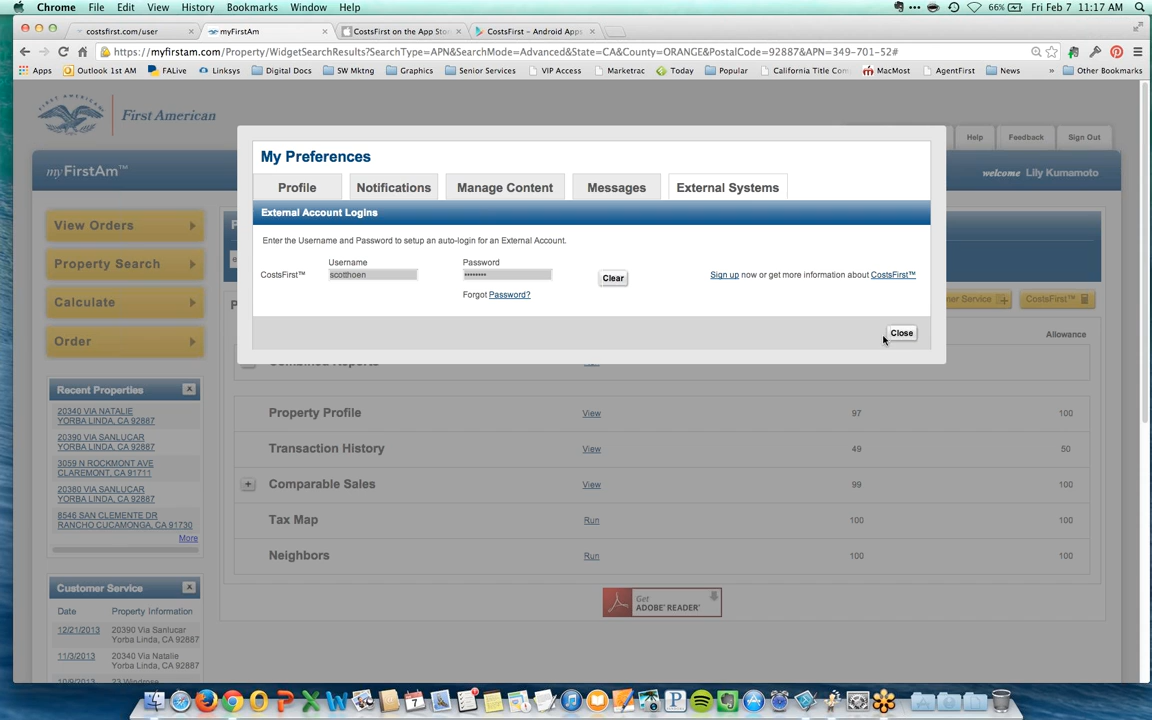 Chrome File Edit View History Bookmarks Window Help 66% Fri Feb 7 11:17 AM
costsfirst.com/user × myFirstAm × CostsFirst on the App Sto × CostsFirst – Android Apps ×
https://myfirstam.com/Property/WidgetSearchResults?SearchType=APN&SearchMode=Advanced&State=CA&County=ORANGE&PostalCode=92887&APN=349-701-52#
Apps Outlook 1st AM FALive Linksys Digital Docs SW Mktng Graphics Senior Services VIP Access Marketrac Today Popular California Title Com MacMost AgentFirst News » Other Bookmarks
First American
Help Feedback Sign Out
myFirstAm™
welcome Lily Kumamoto
My Preferences
Profile Notifications Manage Content Messages External Systems
External Account Logins
Enter the Username and Password to setup an auto-login for an External Account.
Username Password
CostsFirst™ scotthoen •••••••• Clear Sign up now or get more information about CostsFirst™
Forgot Password?
Close
View Orders
Property Search
Calculate
Order
CostsFirst™
Allowance
Property Profile View 97 100
Transaction History View 49 50
Comparable Sales View 99 100
Tax Map Run 100 100
Neighbors Run 100 100
Get
ADOBE® READER®
Recent Properties ×
20340 VIA NATALIE
YORBA LINDA, CA 92887
20390 VIA SANLUCAR
YORBA LINDA, CA 92887
3059 N ROCKMONT AVE
CLAREMONT, CA 91711
20380 VIA SANLUCAR
YORBA LINDA, CA 92887
8546 SAN CLEMENTE DR
RANCHO CUCAMONGA, CA 91730
More
Customer Service ×
Date Property Information
12/21/2013 20390 Via Sanlucar
Yorba Linda, CA 92887
11/3/2013 20340 Via Natalie
Yorba Linda, CA 92887